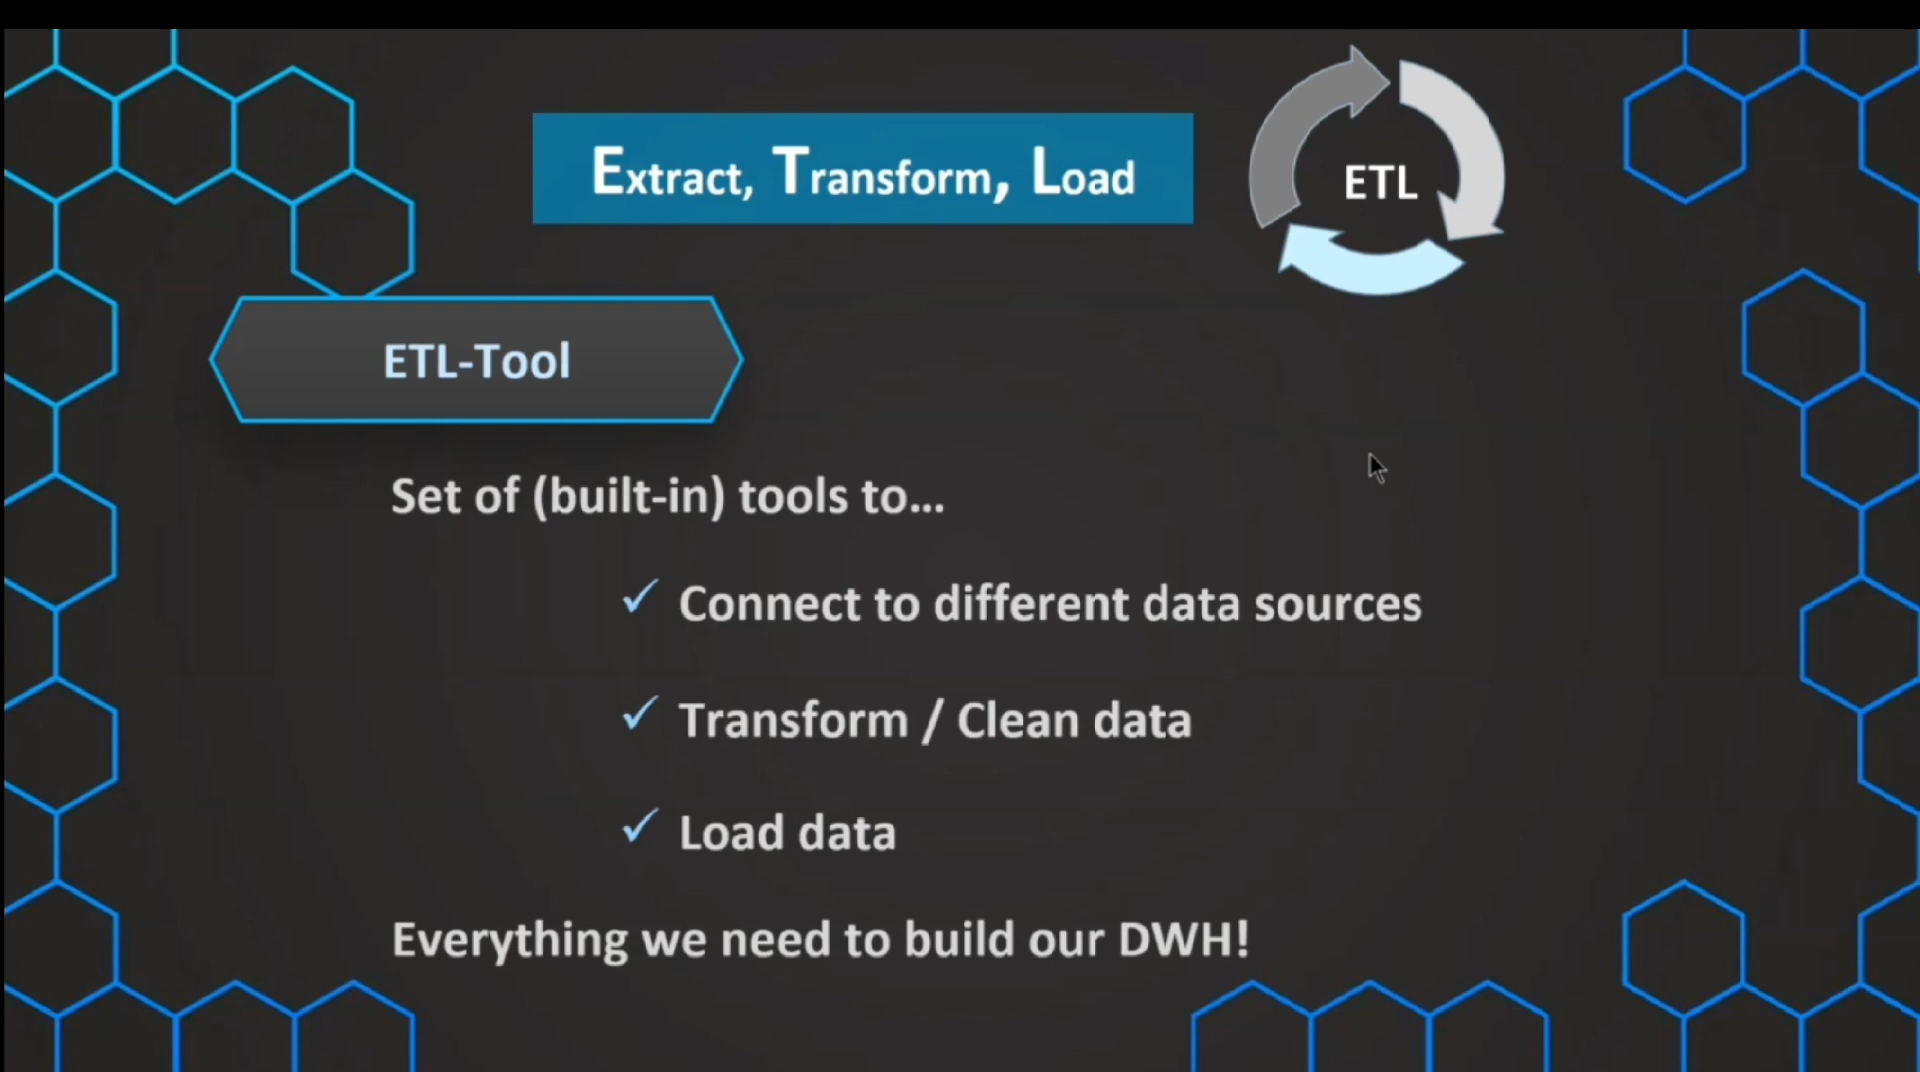 Extract, Transform, Load
ETL
ETL-Tool
Set of (built-in) tools to...
✓ Connect to different data sources
✓ Transform / Clean data
✓ Load data
Everything we need to build our DWH!